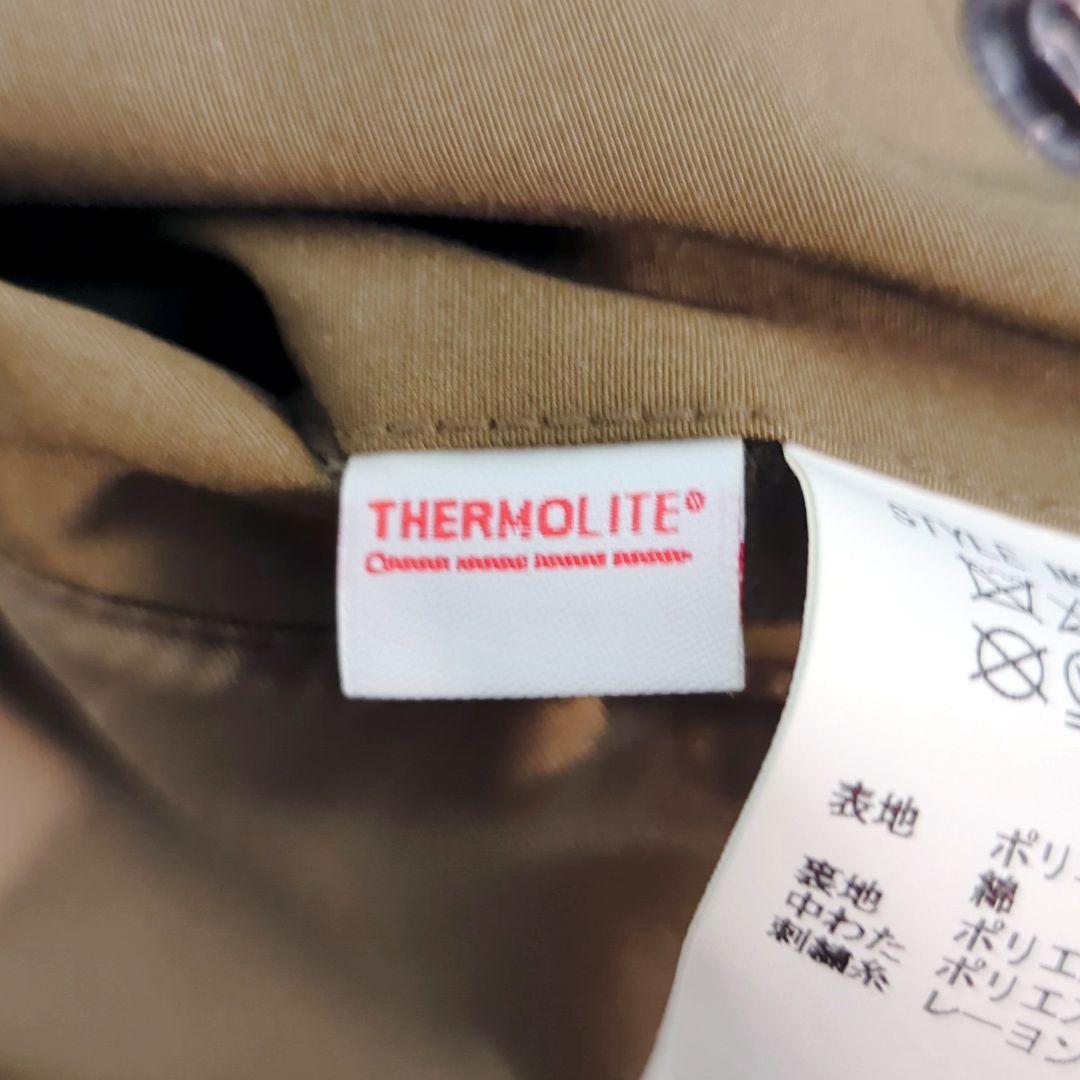 THERMOLITE®
STYLE
表地
ポリ
綿
裏地
ポリエ
中わた
ポリエス
刺繍糸
レーヨン